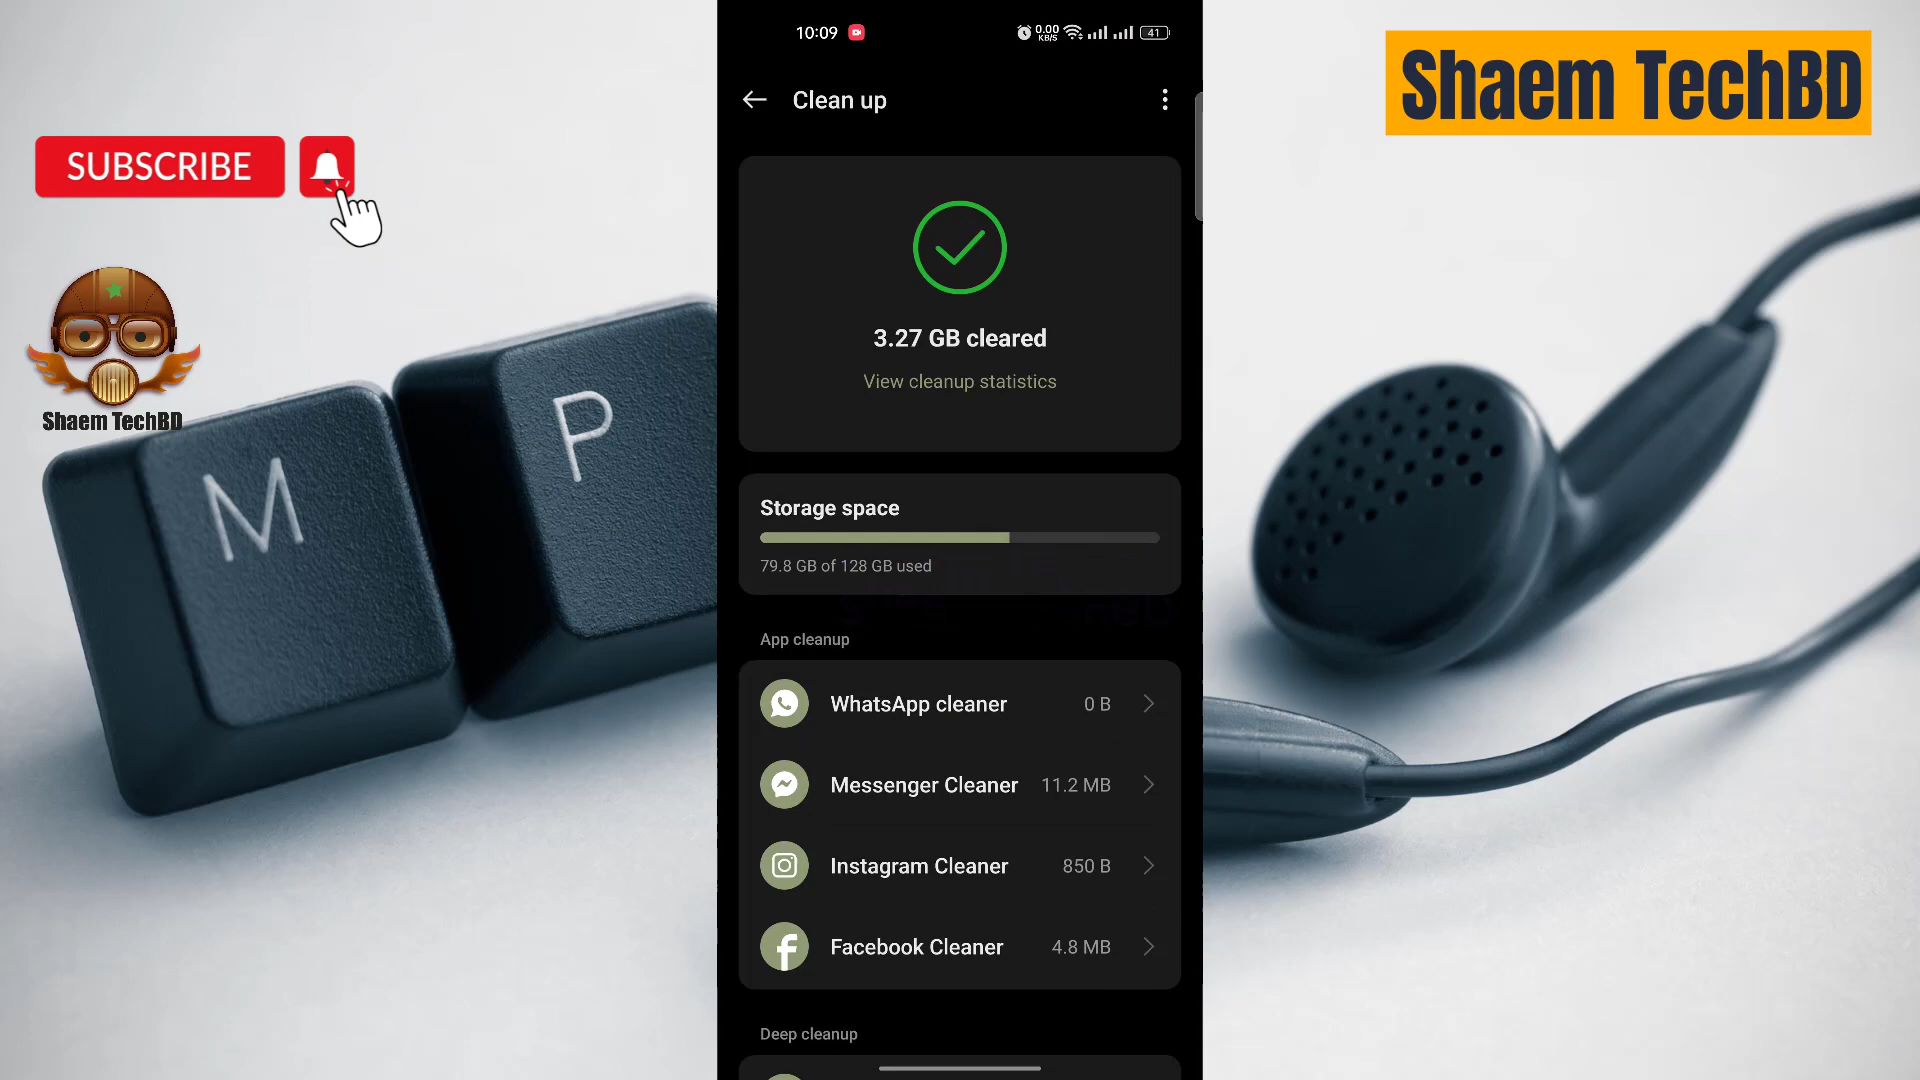 SUBSCRIBE
Shaem TechBD
M
P
10:09
0.00
KB/S
41
Clean up
3.27 GB cleared
View cleanup statistics
Storage space
79.8 GB of 128 GB used
App cleanup
WhatsApp cleaner 0 B
Messenger Cleaner 11.2 MB
Instagram Cleaner 850 B
Facebook Cleaner 4.8 MB
Deep cleanup
Shaem TechBD